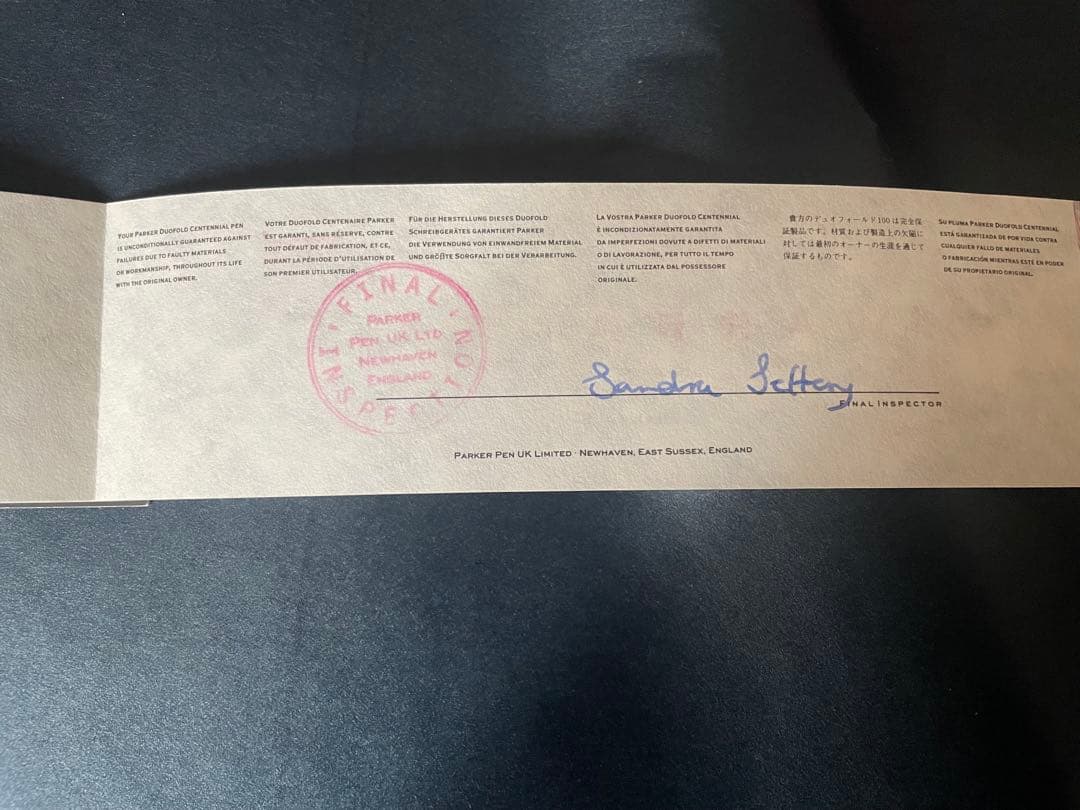 YOUR PARKER DUOFOLD CENTENNIAL PEN
IS UNCONDITIONALLY GUARANTEED AGAINST
FAILURES DUE TO FAULTY MATERIALS
OR WORKMANSHIP, THROUGHOUT ITS LIFE
WITH THE ORIGINAL OWNER.
VOTRE DUOFOLD CENTENAIRE PARKER
EST GARANTI, SANS RÉSERVE, CONTRE
TOUT DÉFAUT DE FABRICATION, ET CE,
DURANT LA PÉRIODE D'UTILISATION DE
SON PREMIER UTILISATEUR.
FÜR DIE HERSTELLUNG DIESES DUOFOLD
SCHREIBGERÄTES GARANTIERT PARKER
DIE VERWENDUNG VON EINWANDFREIEM MATERIAL
UND GRÖßTE SORGFALT BEI DER VERARBEITUNG.
LA VOSTRA PARKER DUOFOLD CENTENNIAL
È INCONDIZIONATAMENTE GARANTITA
DA IMPERFEZIONI DOVUTE A DIFETTI DI MATERIALI
O DI LAVORAZIONE, PER TUTTO IL TEMPO
IN CUI È UTILIZZATA DAL POSSESSORE
ORIGINALE.
貴方のデュオフォールド100は完全保
証製品です。材質および製造上の欠陥に
対しては最初のオーナーの生涯を通じて
保証するものです。
SU PLUMA PARKER DUOFOLD CENTENNIAL
ESTÁ GARANTIZADA DE POR VIDA CONTRA
CUALQUIER FALLO DE MATERIALES
O FABRICACIÓN MIENTRAS ESTÉ EN PODER
DE SU PROPIETARIO ORIGINAL.
FINAL INSPECTION
PARKER
PEN UK LTD
NEWHAVEN
ENGLAND
Sandra
FINAL INSPECTOR
PARKER PEN UK LIMITED · NEWHAVEN, EAST SUSSEX, ENGLAND